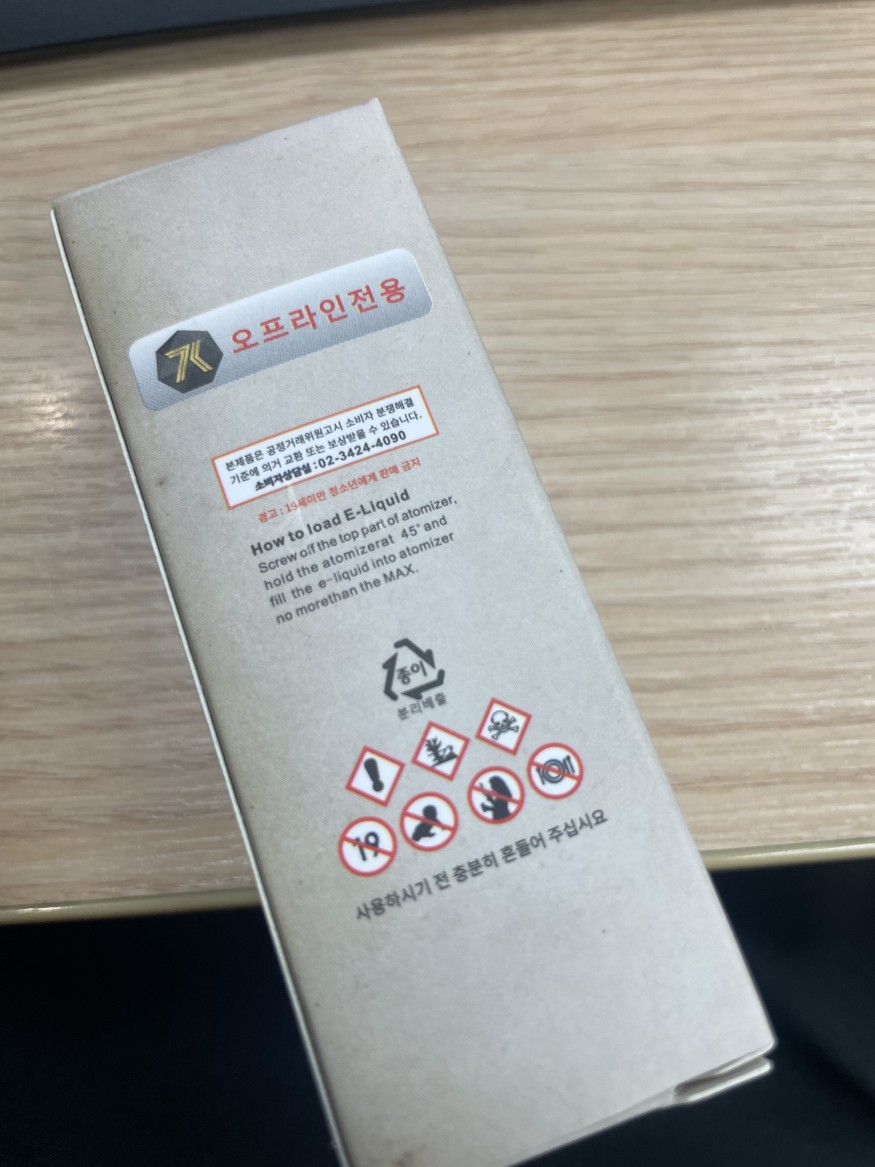 7K 오프라인전용
본제품은 공정거래위원고시 소비자 분쟁해결
기준에 의거 교환 또는 보상받을 수 있습니다.
소비자상담실 : 02-3424-4090
경고 : 19세미만 청소년에게 판매 금지
How to load E-Liquid
Screw off the top part of atomizer,
hold the atomizerat 45° and
fill the e-liquid into atomizer
no morethan the MAX.
종이
분리배출
19
사용하시기 전 충분히 흔들어 주십시요